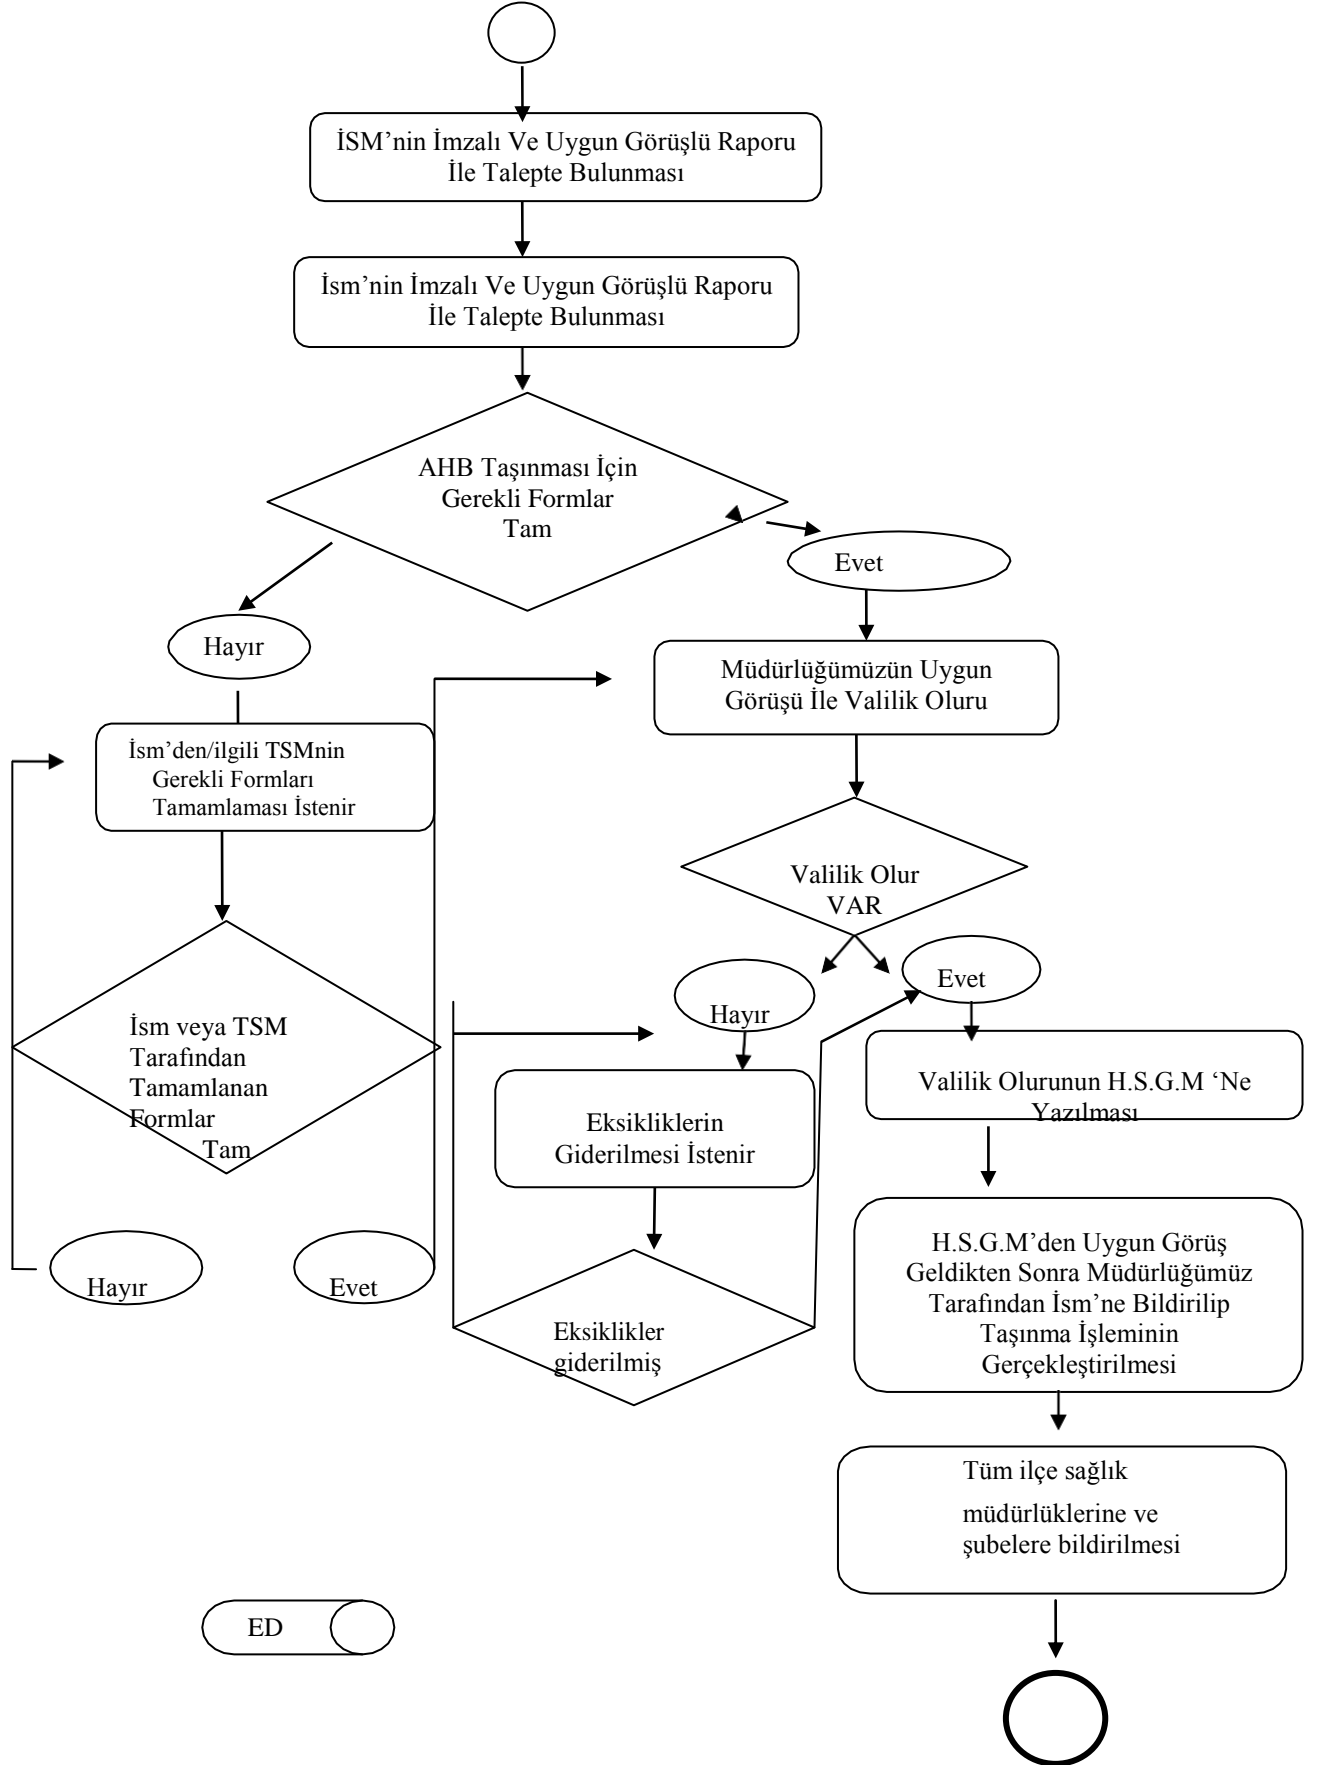 İSM’nin İmzalı Ve Uygun Görüşlü Raporu
İle Talepte Bulunması
İsm’nin İmzalı Ve Uygun Görüşlü Raporu
İle Talepte Bulunması
AHB Taşınması İçin
Gerekli Formlar
Tam
Evet
Hayır
Müdürlüğümüzün Uygun
Görüşü İle Valilik Oluru
İsm’den/ilgili TSMnin
Gerekli Formları
Tamamlaması İstenir
Valilik Olur
VAR
Evet
Hayır
İsm veya TSM
Tarafından
Tamamlanan
Formlar
Tam
Valilik Olurunun H.S.G.M ‘Ne
Yazılması
Eksikliklerin
Giderilmesi İstenir
H.S.G.M’den Uygun Görüş
Geldikten Sonra Müdürlüğümüz
Tarafından İsm’ne Bildirilip
Taşınma İşleminin
Gerçekleştirilmesi
Hayır
Evet
Eksiklikler
giderilmiş
Tüm ilçe sağlık
müdürlüklerine ve
şubelere bildirilmesi
ED